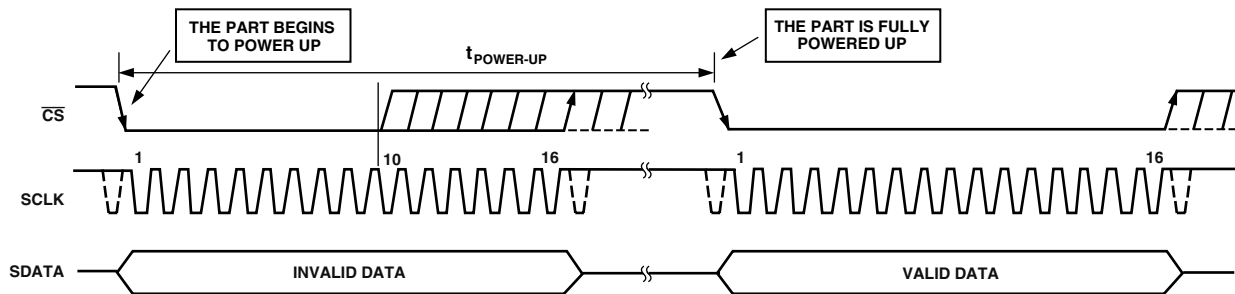 THE PART BEGINS
TO POWER UP
THE PART IS FULLY
POWERED UP
tPOWER-UP
CS
1
10
16
1
16
SCLK
SDATA
INVALID DATA
VALID DATA